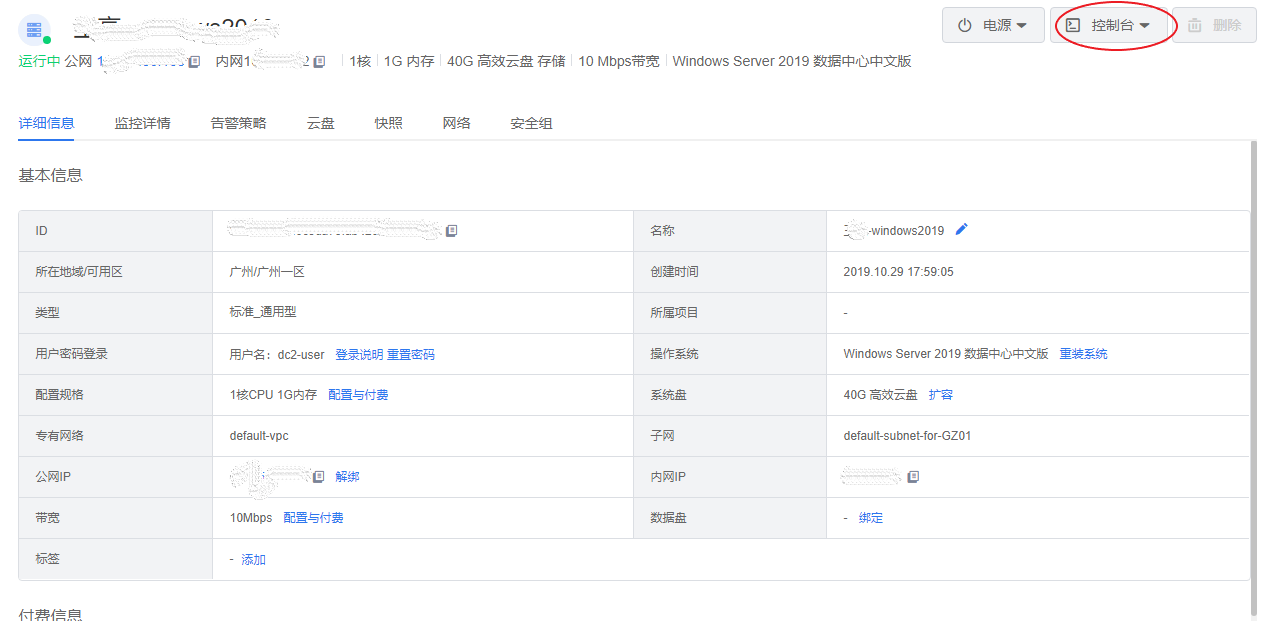 电源 控制台 删除
运行中 公网 内网 1核 1G 内存 40G 高效云盘 存储 10 Mbps带宽 Windows Server 2019 数据中心中文版
详细信息 监控详情 告警策略 云盘 快照 网络 安全组
基本信息
ID 名称 -windows2019
所在地域/可用区 广州/广州一区 创建时间 2019.10.29 17:59:05
类型 标准_通用型 所属项目 -
用户密码登录 用户名：dc2-user 登录说明 重置密码 操作系统 Windows Server 2019 数据中心中文版 重装系统
配置规格 1核CPU 1G内存 配置与付费 系统盘 40G 高效云盘 扩容
专有网络 default-vpc 子网 default-subnet-for-GZ01
公网IP 解绑 内网IP
带宽 10Mbps 配置与付费 数据盘 - 绑定
标签 - 添加
付费信息